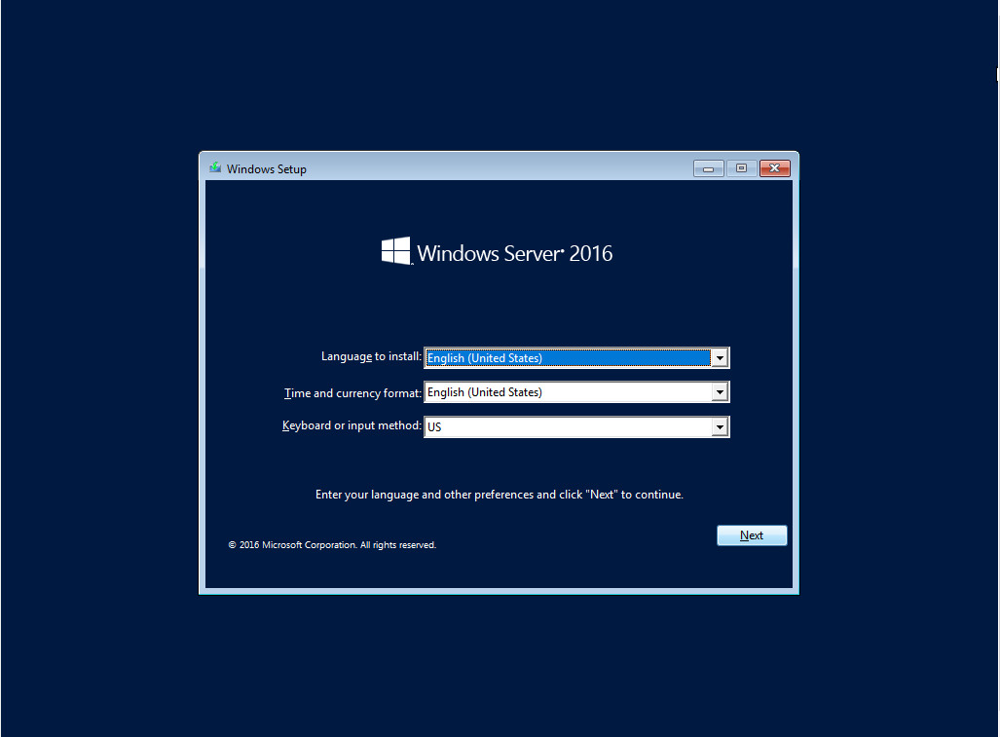 Windows Setup
Windows Server® 2016
Language to install: English (United States)
Time and currency format: English (United States)
Keyboard or input method: US
Enter your language and other preferences and click "Next" to continue.
Next
© 2016 Microsoft Corporation. All rights reserved.